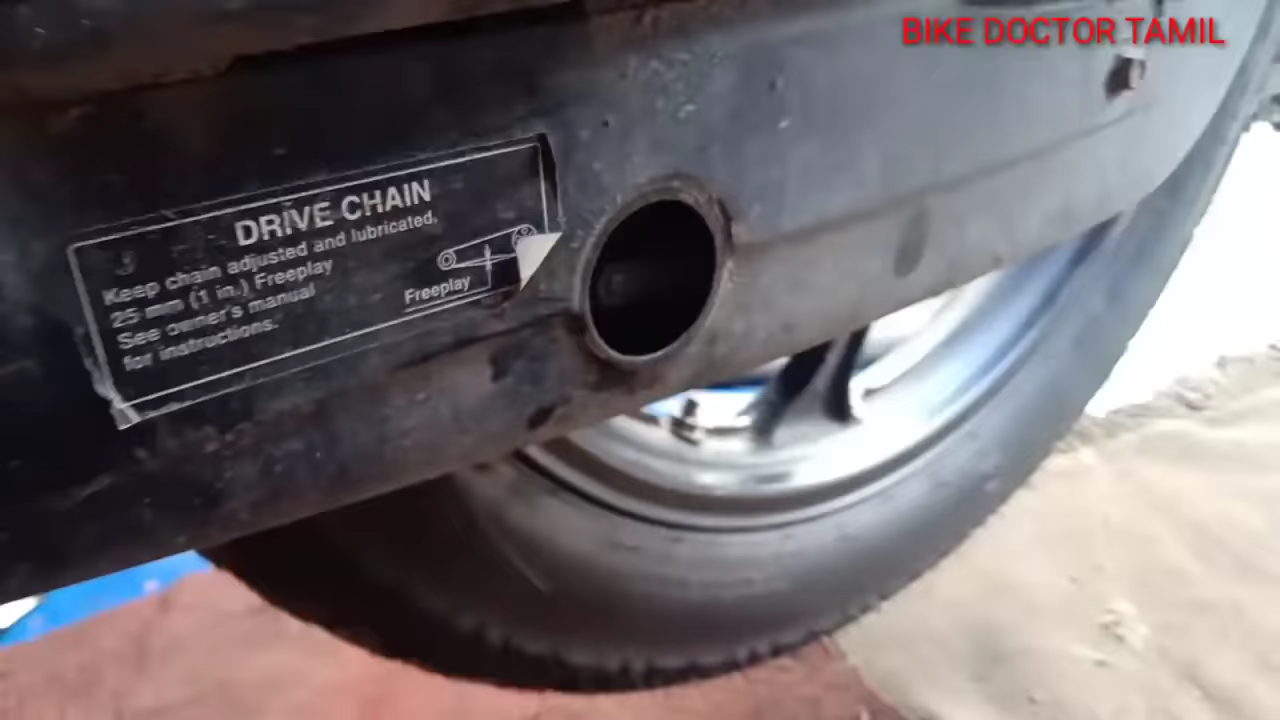 BIKE DOCTOR TAMIL
DRIVE CHAIN
Keep chain adjusted and lubricated.
25 mm (1 in.) Freeplay
See owner's manual
for instructions.
Freeplay